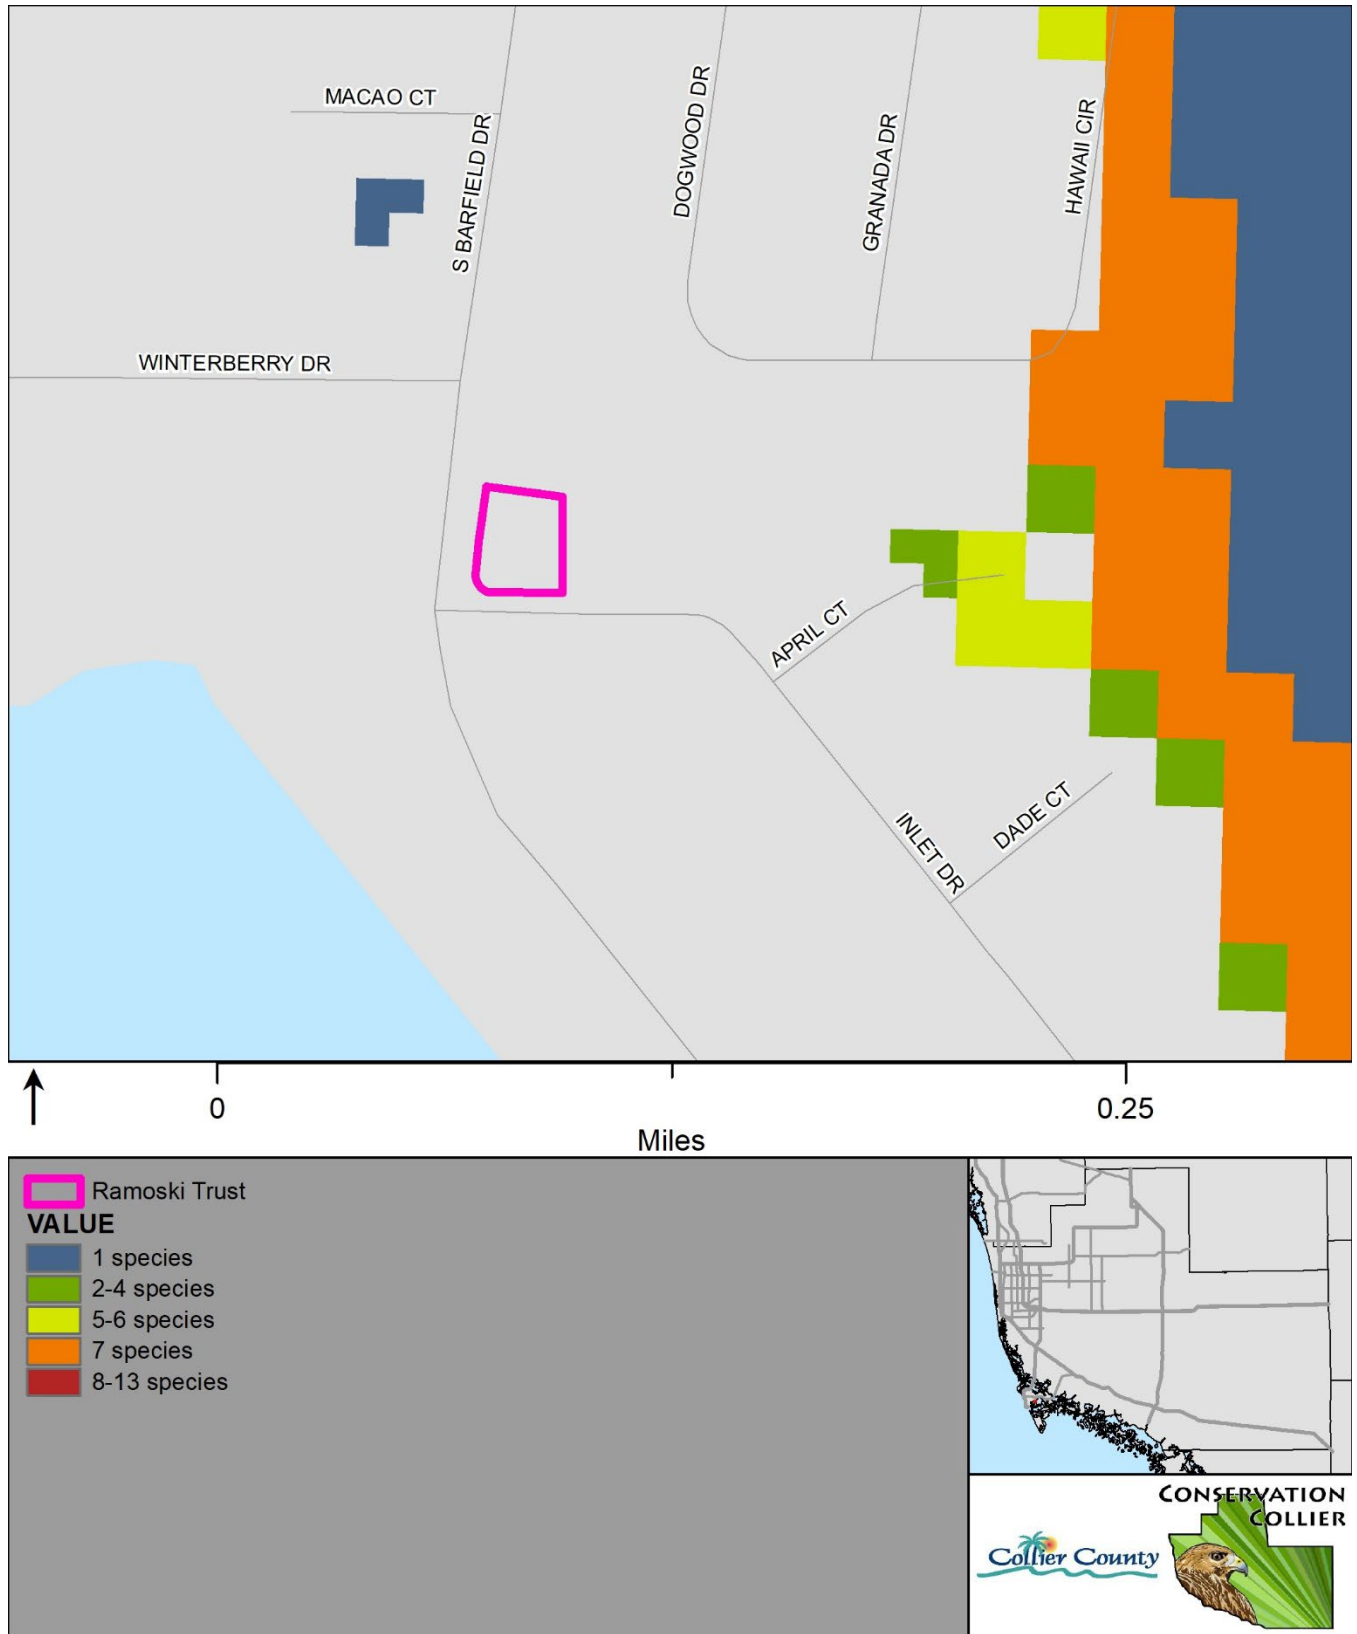 MACAO CT
S BARFIELD DR
DOGWOOD DR
GRANADA DR
HAWAII CIR
WINTERBERRY DR
APRIL CT
INLET DR
DADE CT
0
0.25
Miles
Ramoski Trust
VALUE
1 species
2-4 species
5-6 species
7 species
8-13 species
CONSERVATION
COLLIER
Collier County